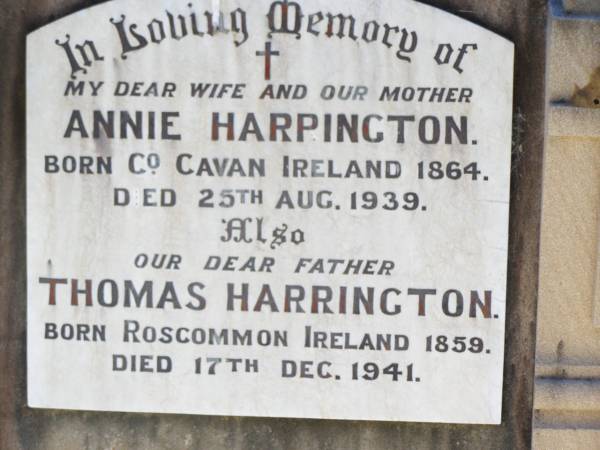 In Loving Memory of
MY DEAR WIFE AND OUR MOTHER
ANNIE HARPINGTON.
BORN CO CAVAN IRELAND 1864.
DIED 25TH AUG. 1939.
Also
OUR DEAR FATHER
THOMAS HARRINGTON.
BORN ROSCOMMON IRELAND 1859.
DIED 17TH DEC. 1941.